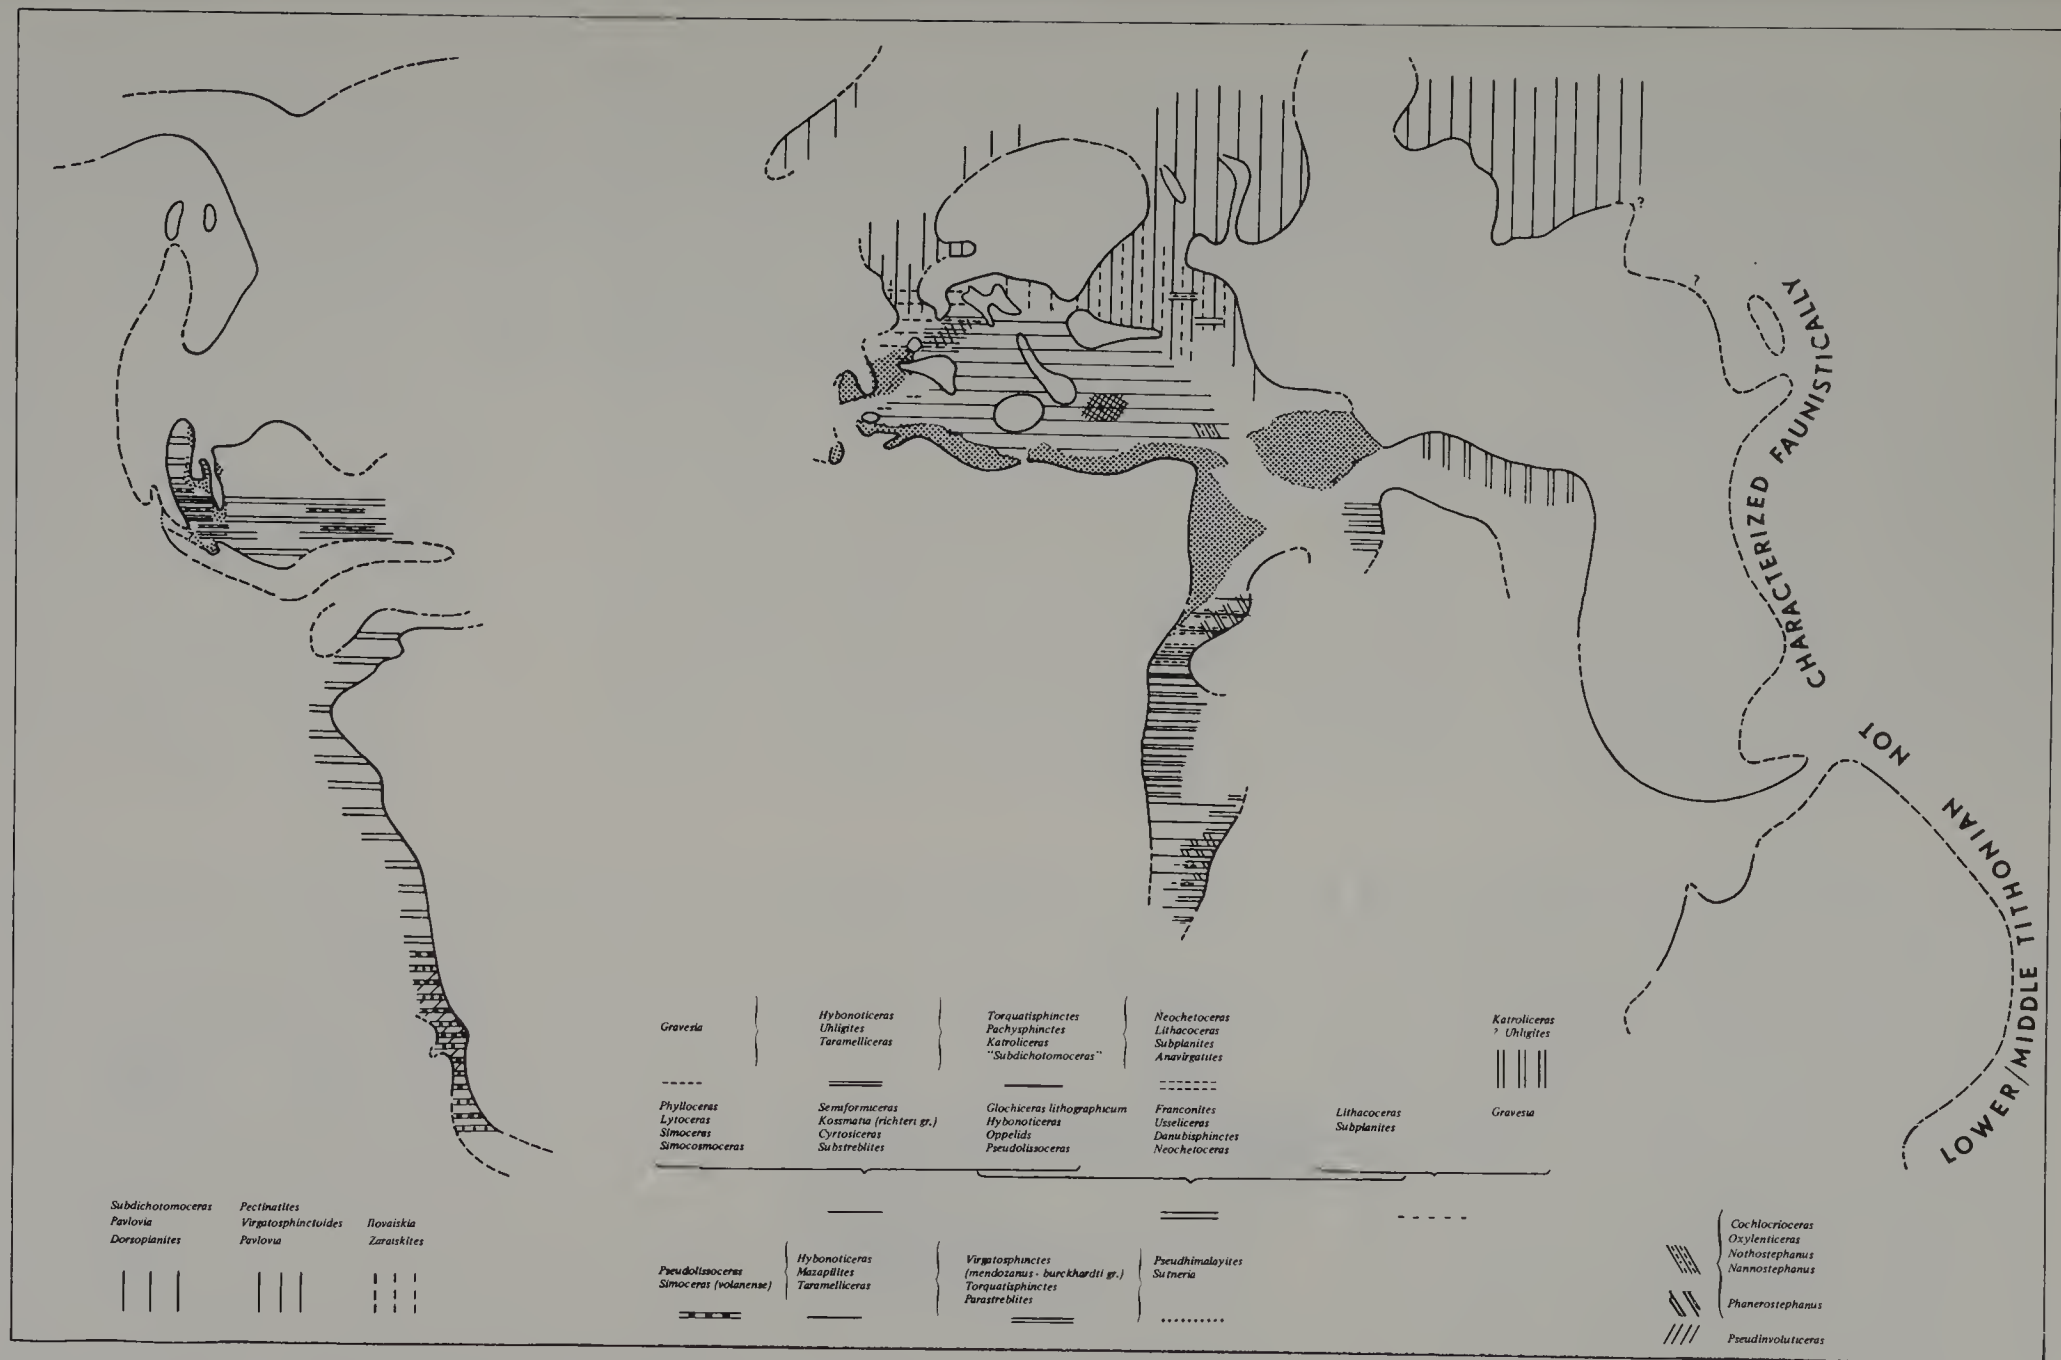 ?
?
LOWER/MIDDLE TITHONIAN NOT CHARACTERIZED FAUNISTICALLY
Gravesia
Hybonoticeras
Uhligites
Taramelliceras
Torquatisphinctes
Pachysphinctes
Katroliceras
"Subdichotomoceras"
Neochetoceras
Lithacoceras
Subplanites
Anavirgatites
Katroliceras
? Uhligites
Phylloceras
Lytoceras
Simoceras
Simocosmoceras
Semiformiceras
Kossmatia (richteri gr.)
Cyrtosiceras
Substreblites
Glochiceras lithographicum
Hybonoticeras
Oppelids
Pseudolissoceras
Franconites
Usseliceras
Danubisphinctes
Neochetoceras
Lithacoceras
Subplanites
Gravesia
Subdichotomoceras
Pavlovia
Dorsoplanites
Pectinatites
Virgatosphinctoides
Pavlovia
Ilovaiskia
Zaraiskites
Pseudolissoceras
Simoceras (volanense)
Hybonoticeras
Mazapilites
Taramelliceras
Virgatosphinctes
(mendozanus - burckhardti gr.)
Torquatisphinctes
Parastreblites
Pseudhimalayites
Sutneria
Cochlocrioceras
Oxylenticeras
Nothostephanus
Nannostephanus
Phanerostephanus
Pseudinvoluticeras